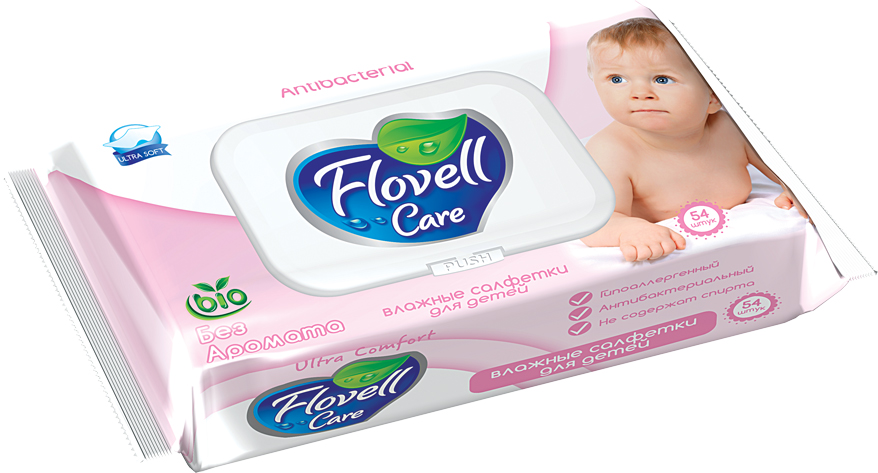 Antibacterial
ULTRA SOFT
Flovell
Care
PUSH
54
штук
bio
Без
Аромата
влажные салфетки
для детей
Гипоаллергенный
Антибактериальный
Не содержат спирта
54
штук
Ultra Comfort
Flovell
Care
влажные салфетки
для детей